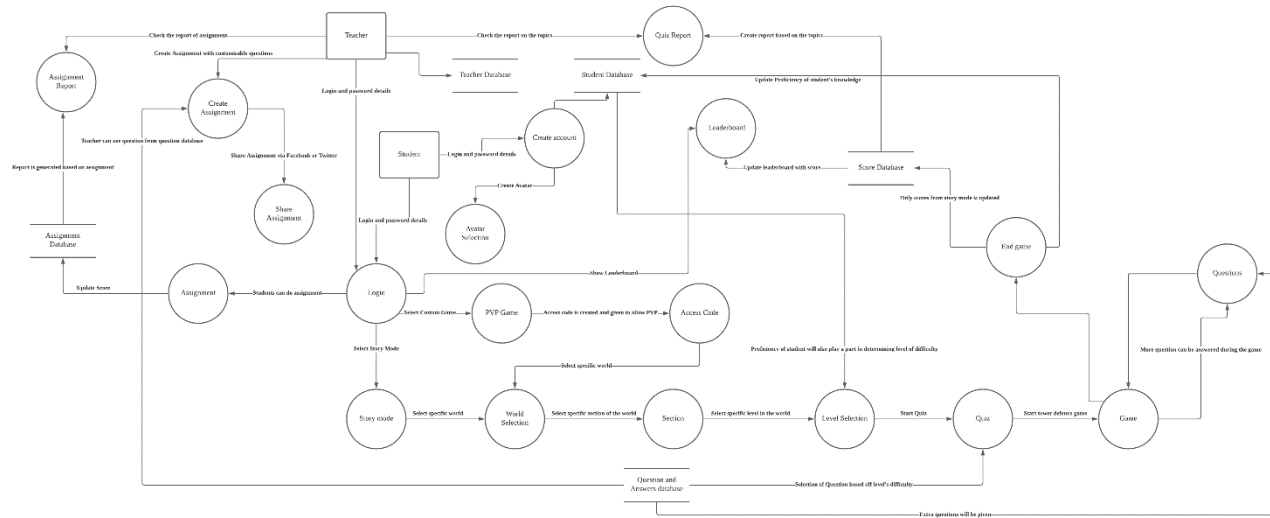 Teacher
Quiz Report
Check the report of assignment
Check the report on the topics
Create report based on the topics
Create Assignment with customisable questions
Assignment
Report
Teacher Database
Student Database
Update Proficiency of student's knowledge
Login and password details
Create
Assignment
Leaderboard
Create account
Teacher can use question from question database
Student
Login and password details
Share Assignment via Facebook or Twitter
Report is generated based on assignment
Update leaderboard with score
Score Database
Create Avatar
Only scores from story mode is updated
Share
Assignment
Login and password details
Avatar
Selection
Assignment
Database
End game
Show Leaderboard
Questions
Update Score
Assignment
Students can do assignment
Login
Select Custom Game
PVP Game
Access code is created and given to allow PVP
Access Code
Select Story Mode
Proficiency of student will also play a part in determining level of difficulty
More question can be answered during the game
Select specific world
Story mode
Select specific world
World
Selection
Select specific section of the world
Section
Select specific level in the world
Level Selection
Start Quiz
Quiz
Start tower defence game
Game
Question and
Answers database
Selection of Question based off level's difficulty
Extra questions will be given